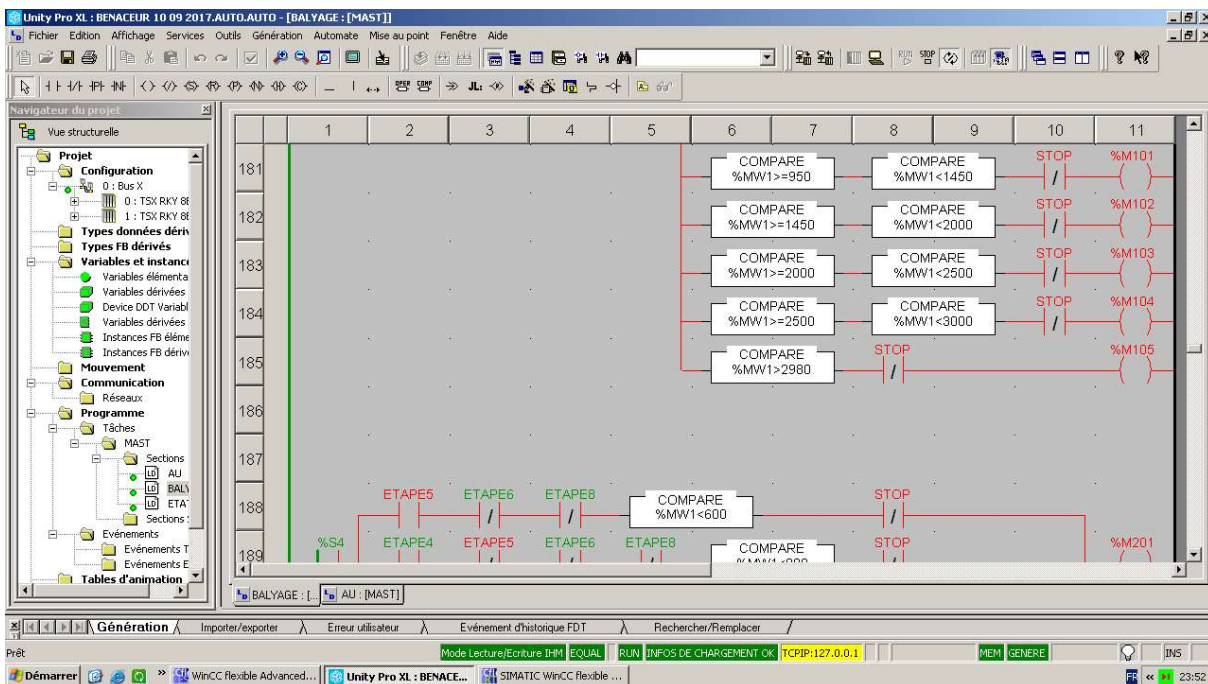 Unity Pro XL : BENACEUR 10 09 2017.AUTO.AUTO - [BALYAGE : [MAST]]
Fichier Edition Affichage Services Outils Génération Automate Mise au point Fenêtre Aide
RUN STOP
OPER COMP JL:
Navigateur du projet
Vue structurelle
Projet
Configuration
0 : Bus X
0 : TSX RKY 8E
1 : TSX RKY 8E
Types données dériv
Types FB dérivés
Variables et instance
Variables élémenta
Variables dérivées
Device DDT Variabl
Variables dérivées
Instances FB éléme
Instances FB dérive
Mouvement
Communication
Réseaux
Programme
Tâches
MAST
Sections
AU
BALY
ETA
Sections
Evénements
Evénements T
Evénements E
Tables d'animation
1 2 3 4 5 6 7 8 9 10 11
181 COMPARE %MW1>=950 COMPARE %MW1<1450 STOP %M101
182 COMPARE %MW1>=1450 COMPARE %MW1<2000 STOP %M102
183 COMPARE %MW1>=2000 COMPARE %MW1<2500 STOP %M103
184 COMPARE %MW1>=2500 COMPARE %MW1<3000 STOP %M104
185 COMPARE %MW1>2980 STOP %M105
186
187
188 ETAPE5 ETAPE6 ETAPE8 COMPARE %MW1<600 STOP
189 %S4 ETAPE4 ETAPE5 ETAPE6 ETAPE8 COMPARE STOP %M201
BALYAGE : [... AU : [MAST]
Génération Importer/exporter Erreur utilisateur Evénement d'historique FDT Rechercher/Remplacer
Prêt Mode Lecture/Ecriture IHM EQUAL RUN INFOS DE CHARGEMENT OK TCPIP:127.0.0.1 MEM GENERE INS
Démarrer » WinCC flexible Advanced... Unity Pro XL : BENACE... SIMATIC WinCC flexible ... FR « 23:52